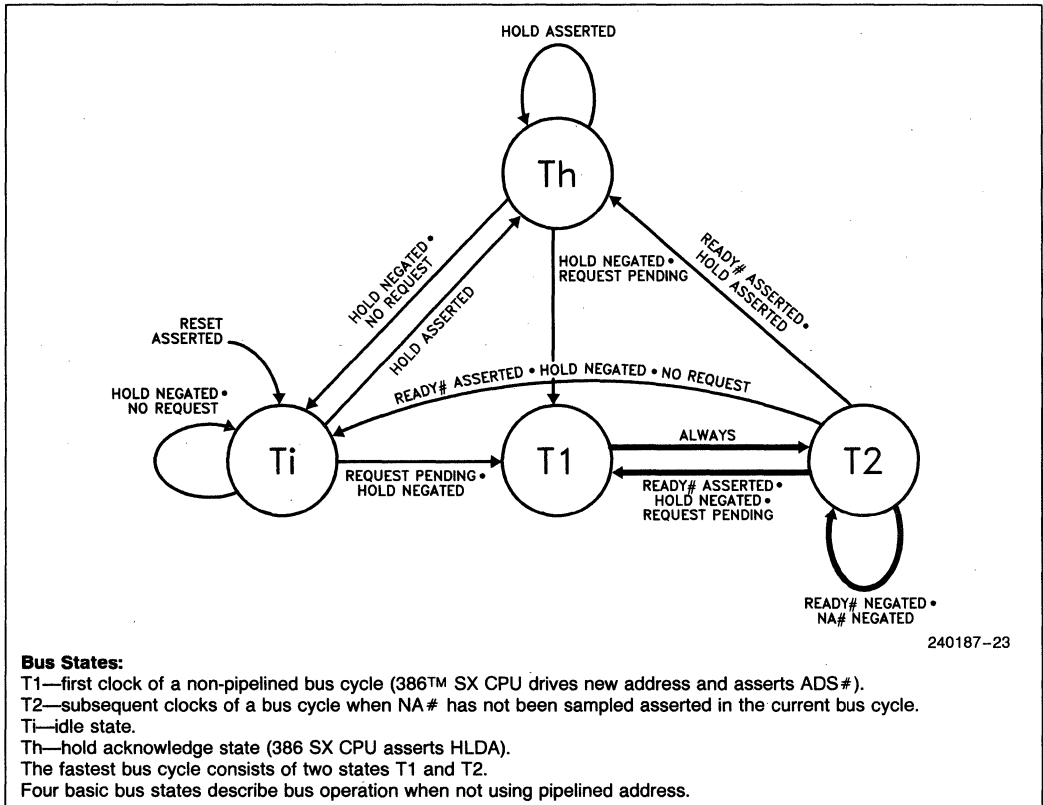 HOLD ASSERTED
Th
HOLD NEGATED •
NO REQUEST
HOLD ASSERTED
HOLD NEGATED •
REQUEST PENDING
READY# ASSERTED •
HOLD ASSERTED
RESET
ASSERTED
READY# ASSERTED • HOLD NEGATED • NO REQUEST
HOLD NEGATED •
NO REQUEST
Ti
REQUEST PENDING •
HOLD NEGATED
T1
ALWAYS
READY# ASSERTED •
HOLD NEGATED •
REQUEST PENDING
T2
READY# NEGATED •
NA# NEGATED
240187–23
Bus States:
T1—first clock of a non-pipelined bus cycle (386™ SX CPU drives new address and asserts ADS#).
T2—subsequent clocks of a bus cycle when NA# has not been sampled asserted in the current bus cycle.
Ti—idle state.
Th—hold acknowledge state (386 SX CPU asserts HLDA).
The fastest bus cycle consists of two states T1 and T2.
Four basic bus states describe bus operation when not using pipelined address.